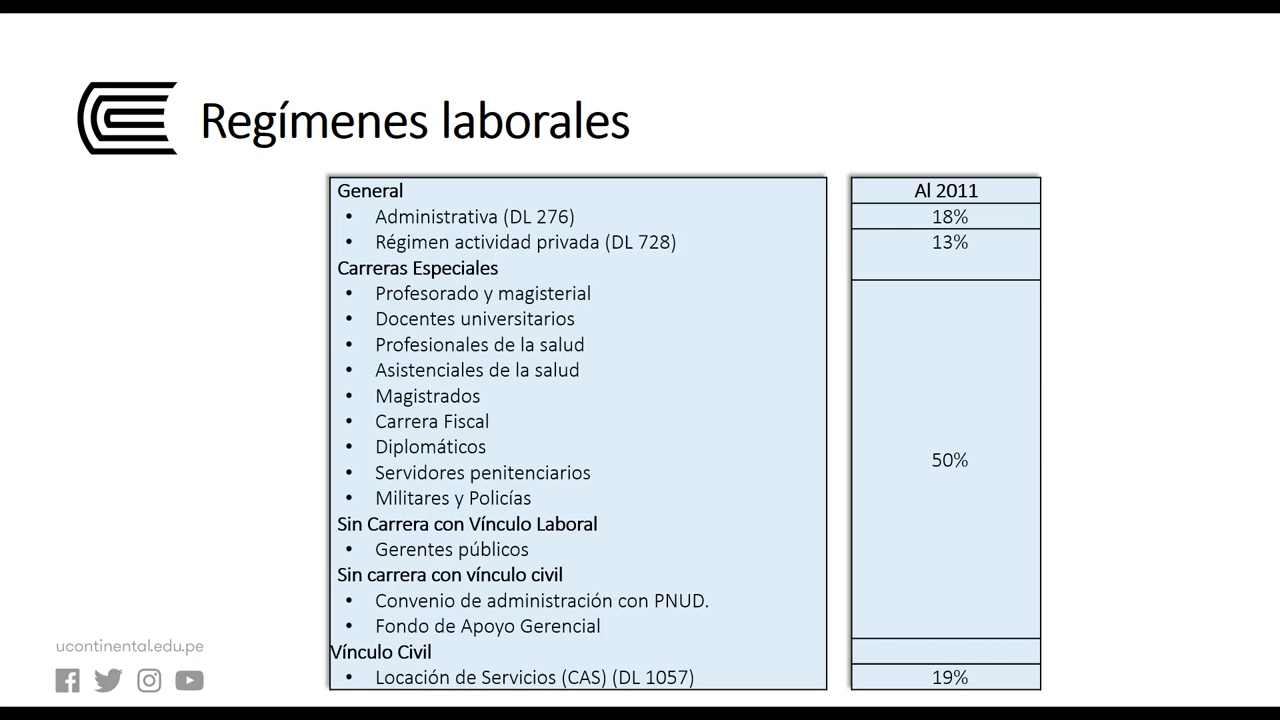 Regímenes laborales
General
Al 2011
• Administrativa (DL 276)
18%
• Régimen actividad privada (DL 728)
13%
Carreras Especiales
• Profesorado y magisterial
• Docentes universitarios
• Profesionales de la salud
• Asistenciales de la salud
• Magistrados
• Carrera Fiscal
• Diplomáticos
50%
• Servidores penitenciarios
• Militares y Policías
Sin Carrera con Vínculo Laboral
• Gerentes públicos
Sin carrera con vínculo civil
• Convenio de administración con PNUD.
• Fondo de Apoyo Gerencial
Vínculo Civil
• Locación de Servicios (CAS) (DL 1057)
19%
ucontinental.edu.pe